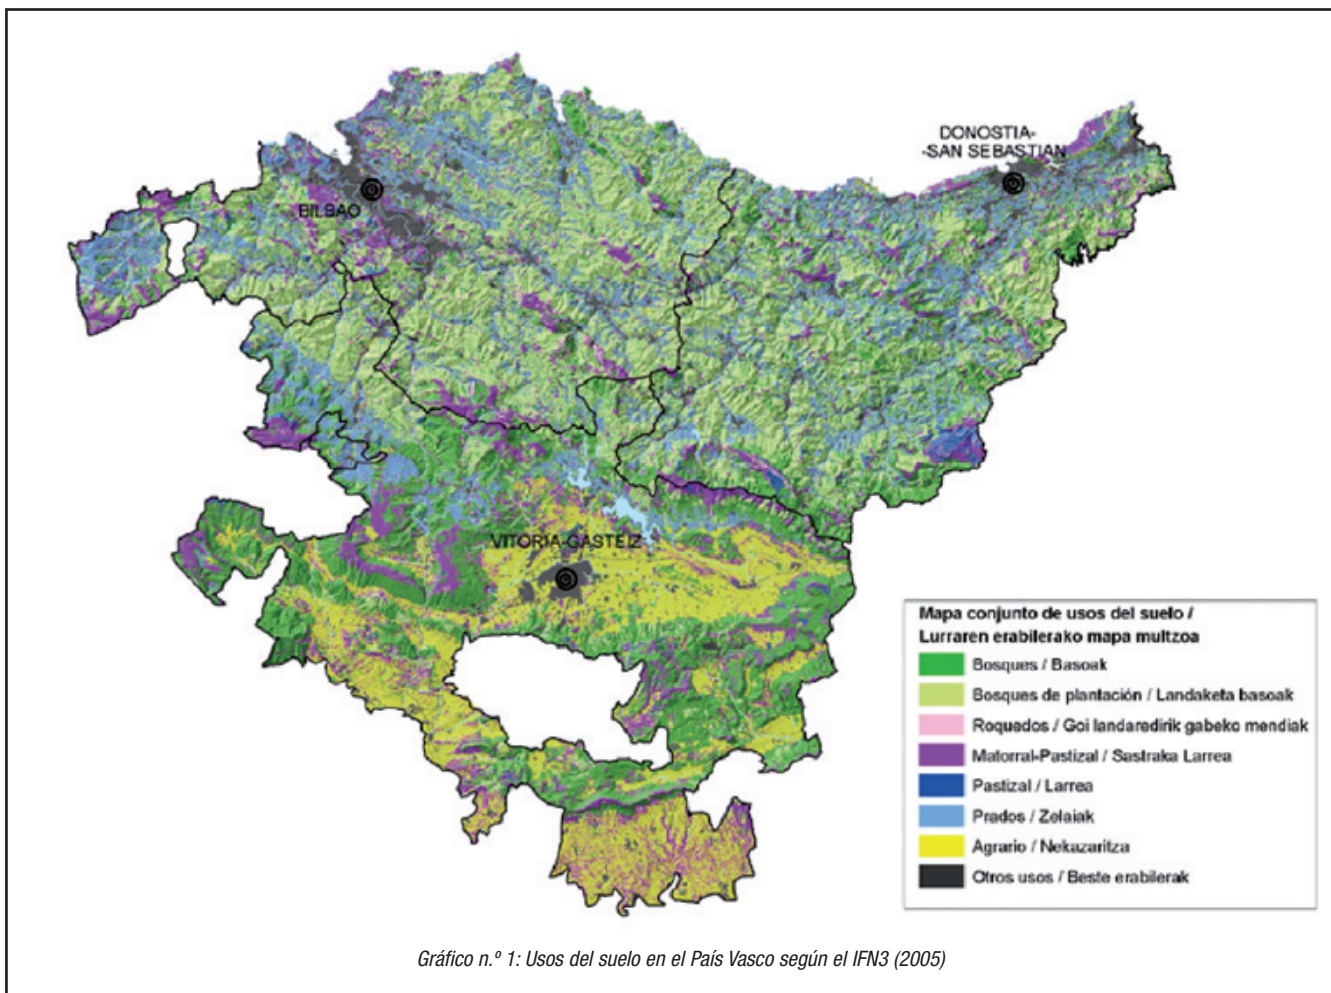 DONOSTIA-
-SAN SEBASTIAN
BILBAO
VITORIA-GASTEIZ
Mapa conjunto de usos del suelo /
Lurraren erabilerako mapa multzoa
Bosques / Basoak
Bosques de plantación / Landaketa basoak
Roquedos / Goi landaredirik gabeko mendiak
Matorral-Pastizal / Sastraka Larrea
Pastizal / Larrea
Prados / Zelaiak
Agrario / Nekazaritza
Otros usos / Beste erabilerak
Gráfico n.º 1: Usos del suelo en el País Vasco según el IFN3 (2005)